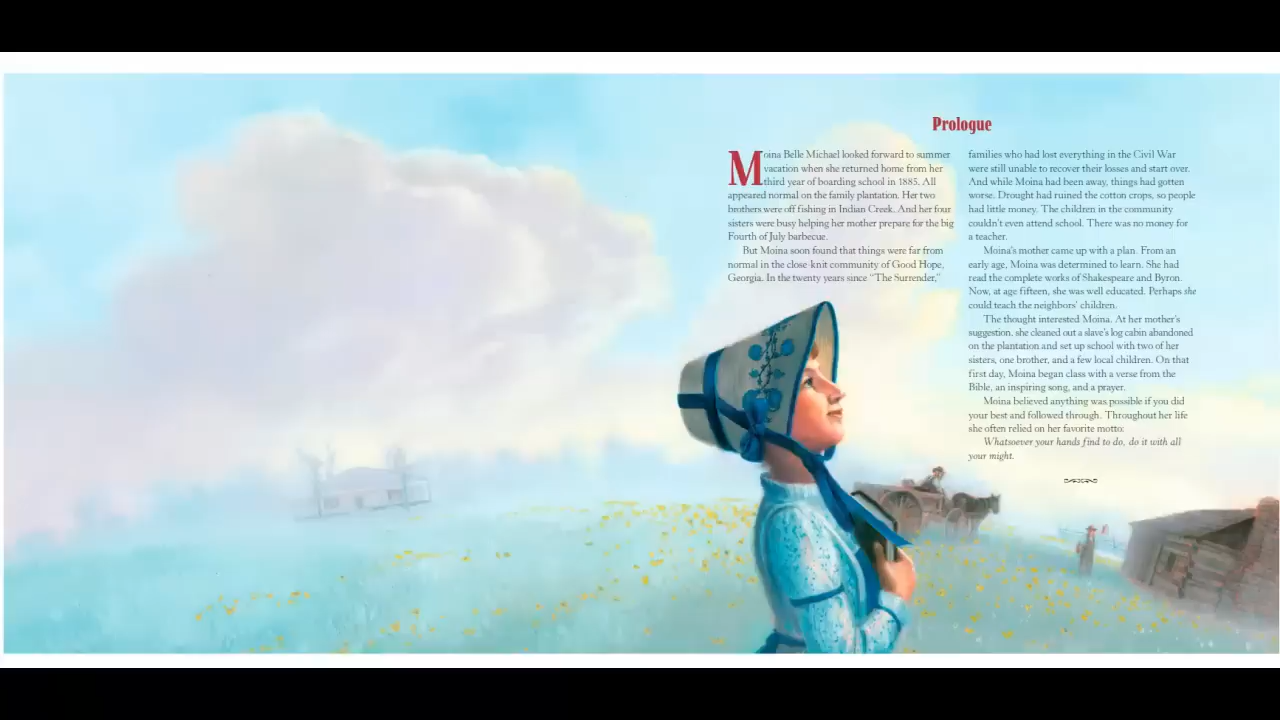 Prologue
Moina Belle Michael looked forward to summer
vacation when she returned home from her
third year of boarding school in 1885. All
appeared normal on the family plantation. Her two
brothers were off fishing in Indian Creek. And her four
sisters were busy helping her mother prepare for the big
Fourth of July barbecue.
But Moina soon found that things were far from
normal in the close-knit community of Good Hope,
Georgia. In the twenty years since “The Surrender,”
families who had lost everything in the Civil War
were still unable to recover their losses and start over.
And while Moina had been away, things had gotten
worse. Drought had ruined the cotton crops, so people
had little money. The children in the community
couldn’t even attend school. There was no money for
a teacher.
Moina’s mother came up with a plan. From an
early age, Moina was determined to learn. She had
read the complete works of Shakespeare and Byron.
Now, at age fifteen, she was well educated. Perhaps she
could teach the neighbors’ children.
The thought interested Moina. At her mother’s
suggestion, she cleaned out a slave’s log cabin abandoned
on the plantation and set up school with two of her
sisters, one brother, and a few local children. On that
first day, Moina began class with a verse from the
Bible, an inspiring song, and a prayer.
Moina believed anything was possible if you did
your best and followed through. Throughout her life
she often relied on her favorite motto:
Whatsoever your hands find to do, do it with all
your might.